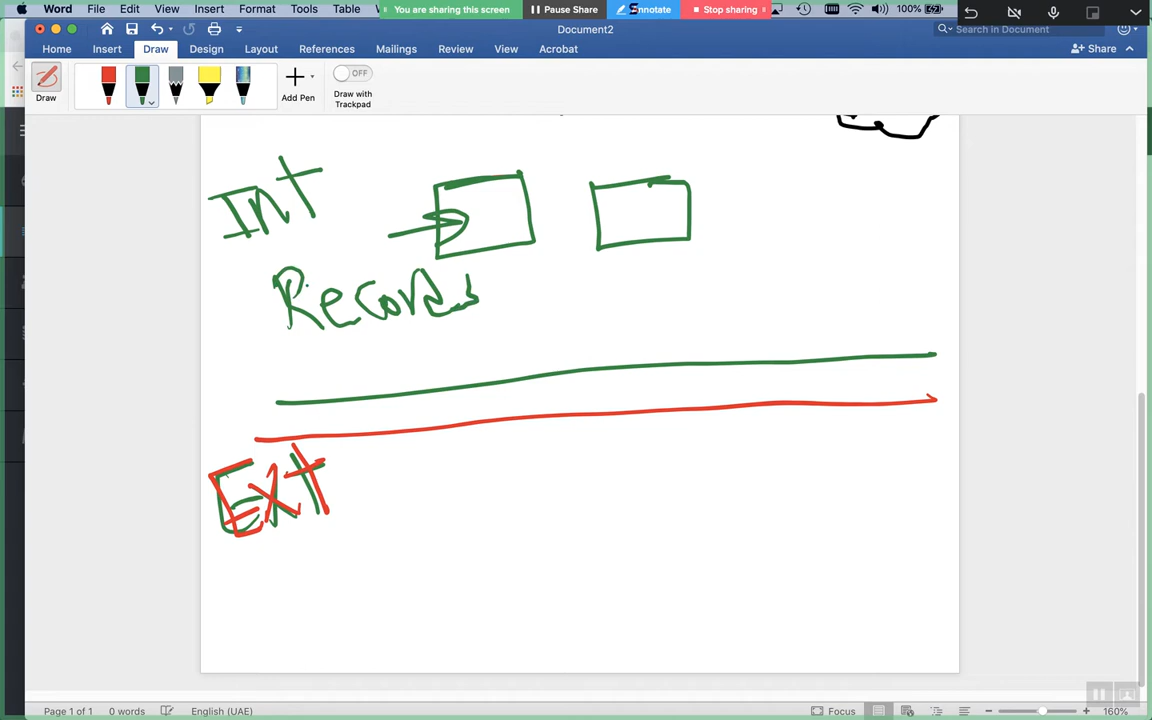 Word File Edit View Insert Format Tools Table
You are sharing this screen Pause Share Annotate Stop sharing
100%
Document2
Search in Document
Home Insert Draw Design Layout References Mailings Review View Acrobat
Share
OFF
Draw
Add Pen
Draw with
Trackpad
Int
Records
Ext
Page 1 of 1 0 words English (UAE) Focus 160%